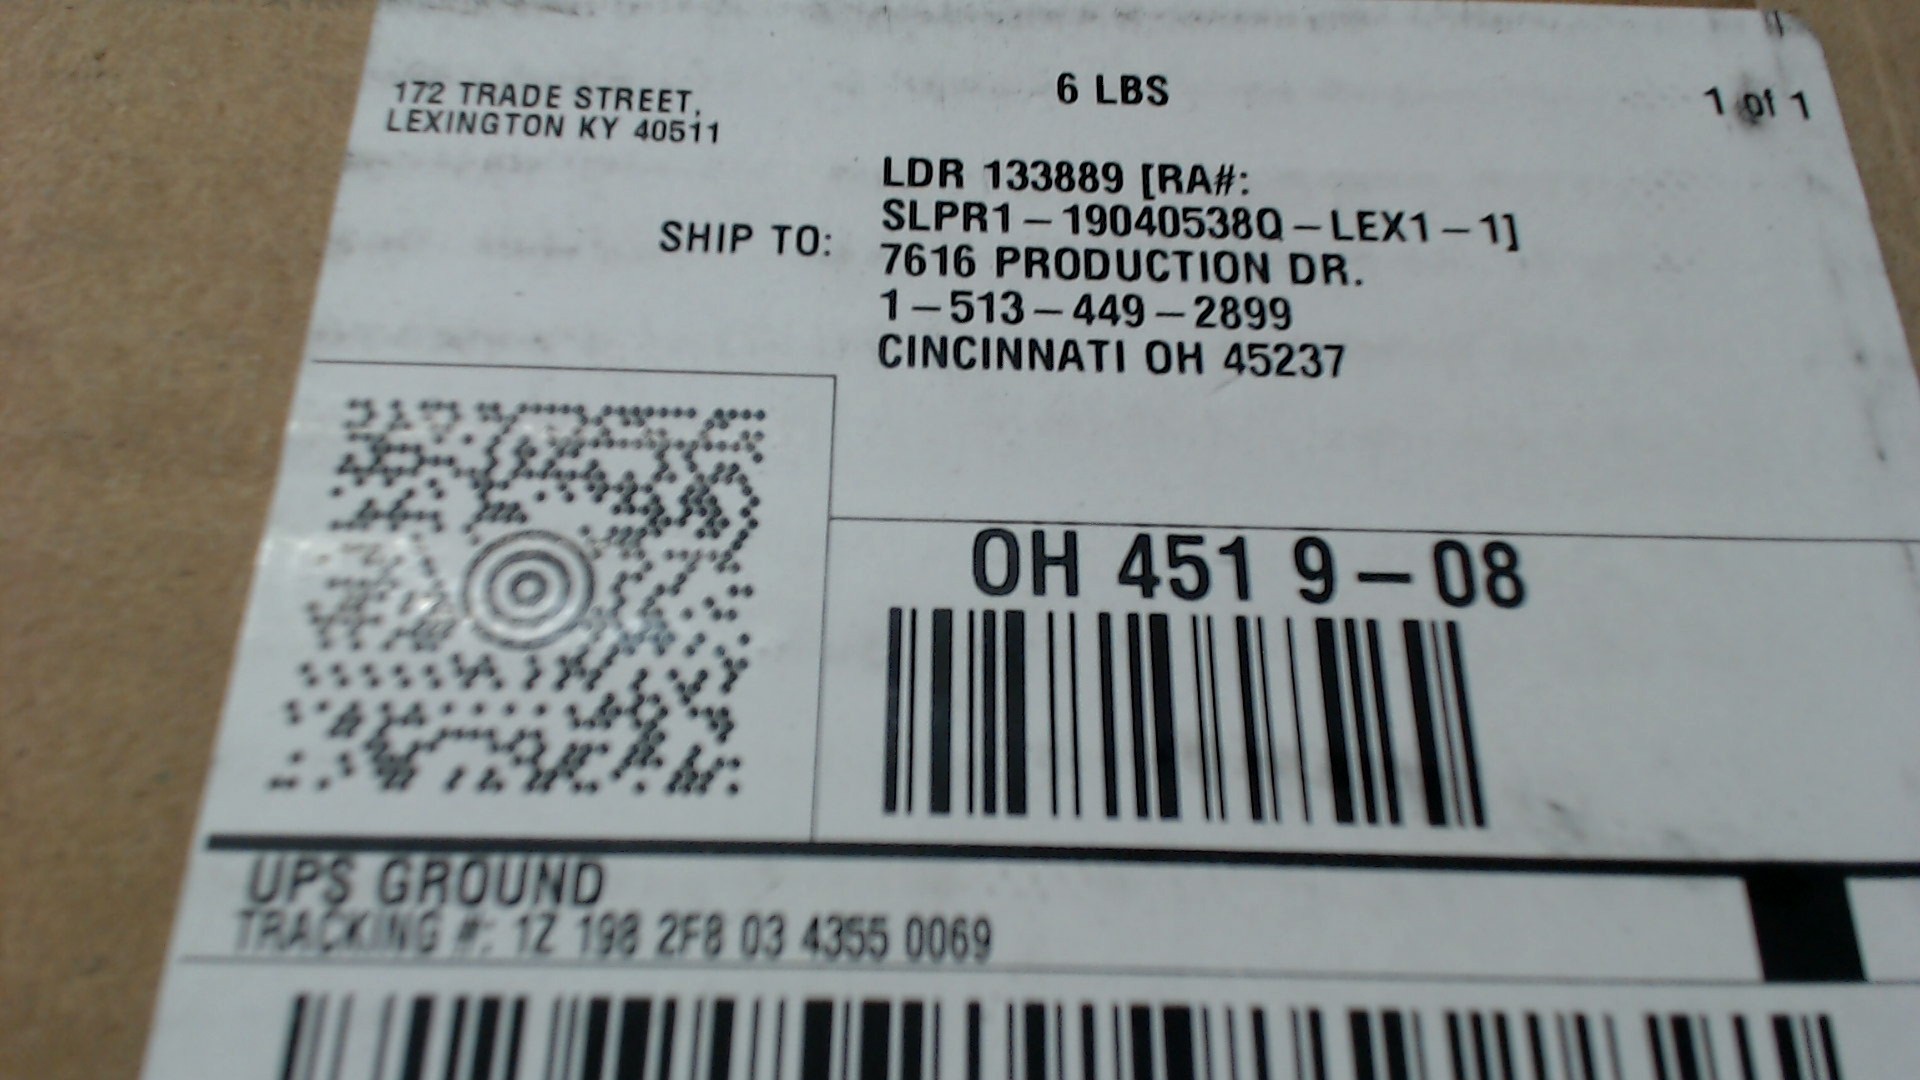 172 TRADE STREET,
LEXINGTON KY 40511
6 LBS
1 of 1
SHIP TO:
LDR 133889 [RA#:
SLPR1-19040538Q-LEX1-1]
7616 PRODUCTION DR.
1-513-449-2899
CINCINNATI OH 45237
OH 451 9-08
UPS GROUND
TRACKING #: 1Z 198 2F8 03 4355 0069